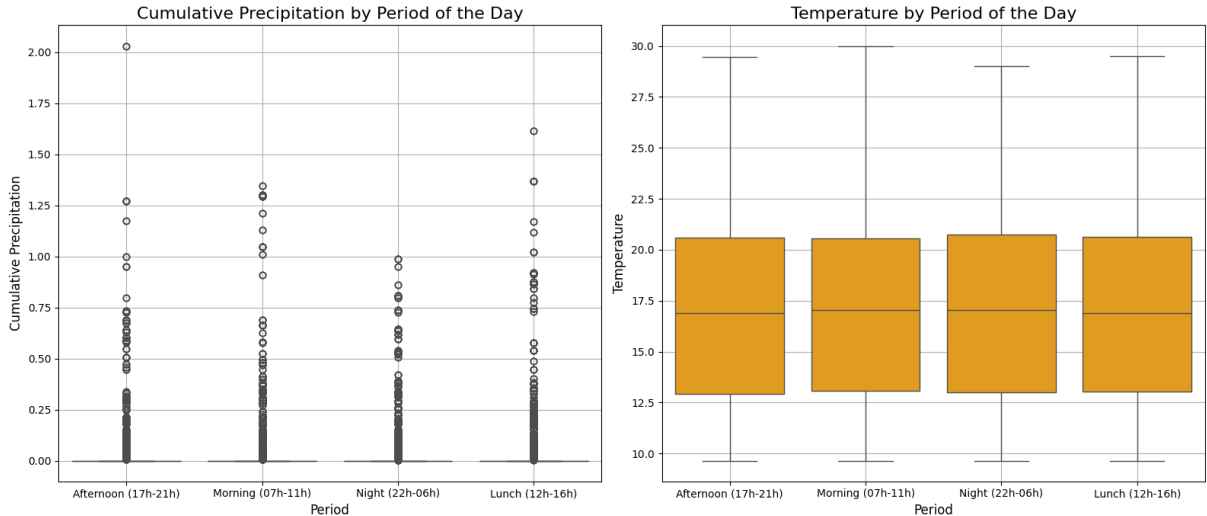 Cumulative Precipitation by Period of the Day
Cumulative Precipitation
2.00
1.75
1.50
1.25
1.00
0.75
0.50
0.25
0.00
Afternoon (17h-21h) Morning (07h-11h) Night (22h-06h) Lunch (12h-16h)
Period
Temperature by Period of the Day
Temperature
30.0
27.5
25.0
22.5
20.0
17.5
15.0
12.5
10.0
Afternoon (17h-21h) Morning (07h-11h) Night (22h-06h) Lunch (12h-16h)
Period